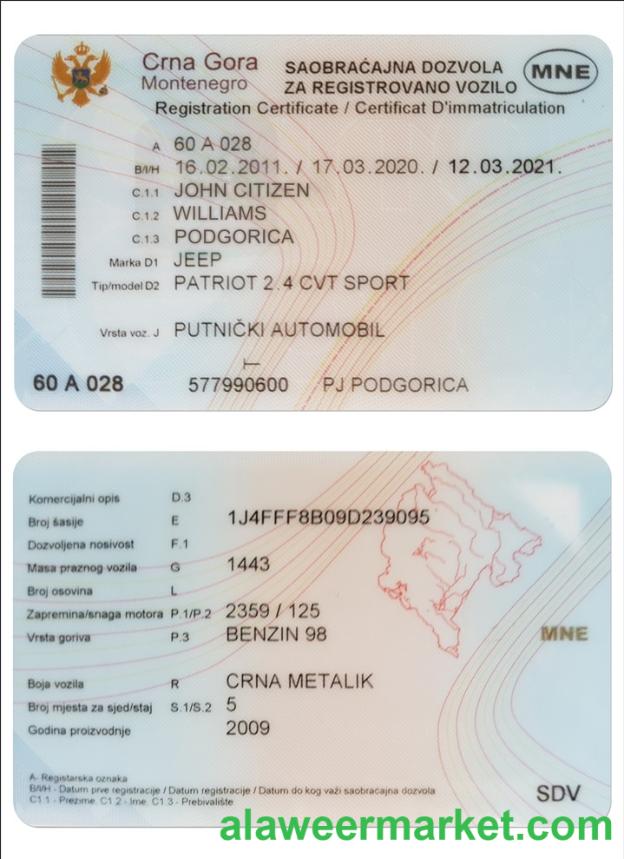 Crna Gora
Montenegro
SAOBRAĆAJNA DOZVOLA
ZA REGISTROVANO VOZILO
MNE
Registration Certificate / Certificat D'immatriculation
A 60 A 028
B/I/H 16.02.2011. / 17.03.2020. / 12.03.2021.
C.1.1 JOHN CITIZEN
C.1.2 WILLIAMS
C.1.3 PODGORICA
Marka D1 JEEP
Tip/model D2 PATRIOT 2.4 CVT SPORT
Vrsta voz. J PUTNIČKI AUTOMOBIL
60 A 028 577990600 PJ PODGORICA
Komercijalni opis D.3
Broj šasije E 1J4FFF8B09D239095
Dozvoljena nosivost F.1
Masa praznog vozila G 1443
Broj osovina L
Zapremina/snaga motora P.1/P.2 2359 / 125
Vrsta goriva P.3 BENZIN 98
MNE
Boja vozila R CRNA METALIK
Broj mjesta za sjed/staj S.1/S.2 5
Godina proizvodnje 2009
A- Registarska oznaka
B/I/H - Datum prve registracije / Datum registracije / Datum do kog važi saobraćajna dozvola
C1.1 - Prezime. C1.2 - Ime. C1.3 - Prebivalište
SDV
alaweermarket.com